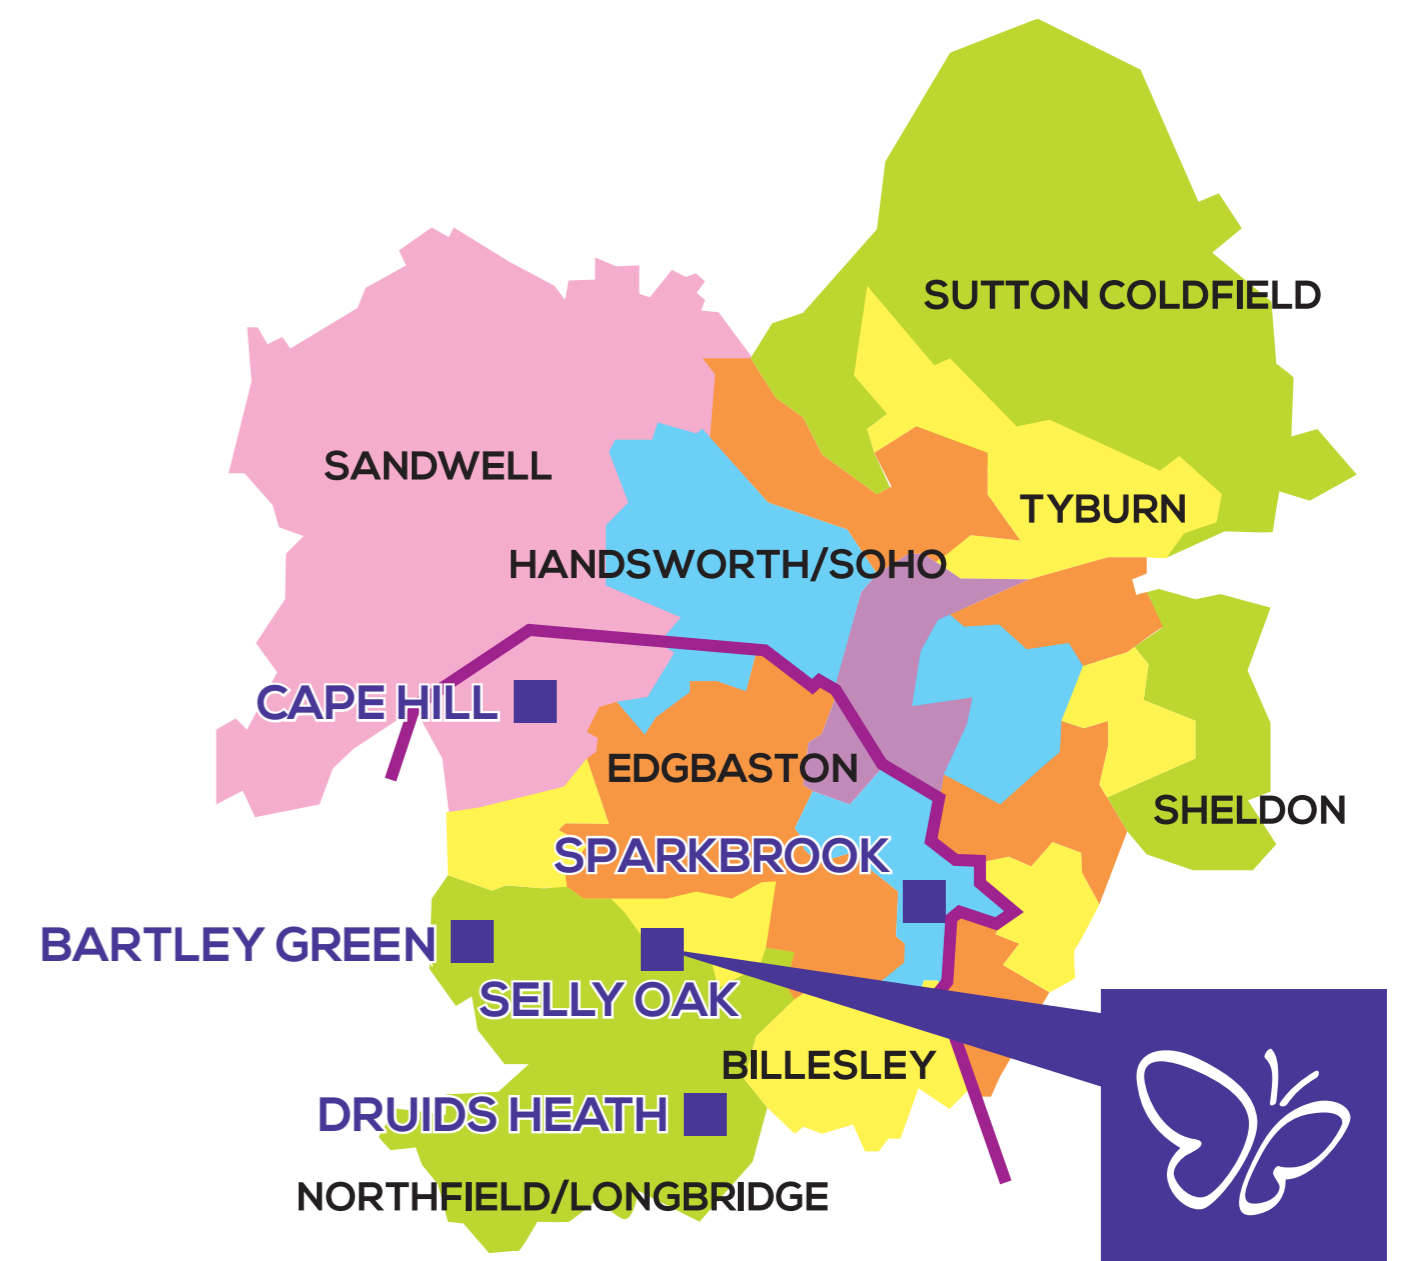 SUTTON COLDFIELD
SANDWELL
TYBURN
HANDSWORTH/SOHO
CAPE HILL
EDGBASTON
SHELDON
SPARKBROOK
BARTLEY GREEN
SELLY OAK
BILLESLEY
DRUIDS HEATH
NORTHFIELD/LONGBRIDGE